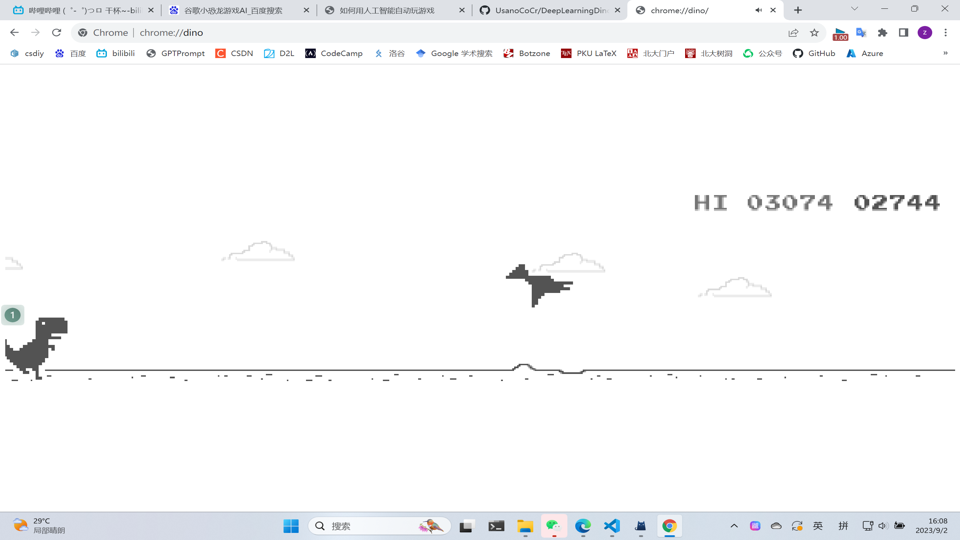 哔哩哔哩 (゜-゜)つロ 干杯~-bili
谷歌小恐龙游戏AI_百度搜索
如何用人工智能自动玩游戏
UsanoCoCr/DeepLearningDin
chrome://dino/
Chrome | chrome://dino
1.00
z
csdiy
百度
bilibili
GPTPrompt
CSDN
D2L
CodeCamp
洛谷
Google 学术搜索
Botzone
PKU LaTeX
北大门户
北大树洞
公众号
GitHub
Azure
»
HI 03074 02744
1
29°C
局部晴朗
搜索
英
拼
16:08
2023/9/2